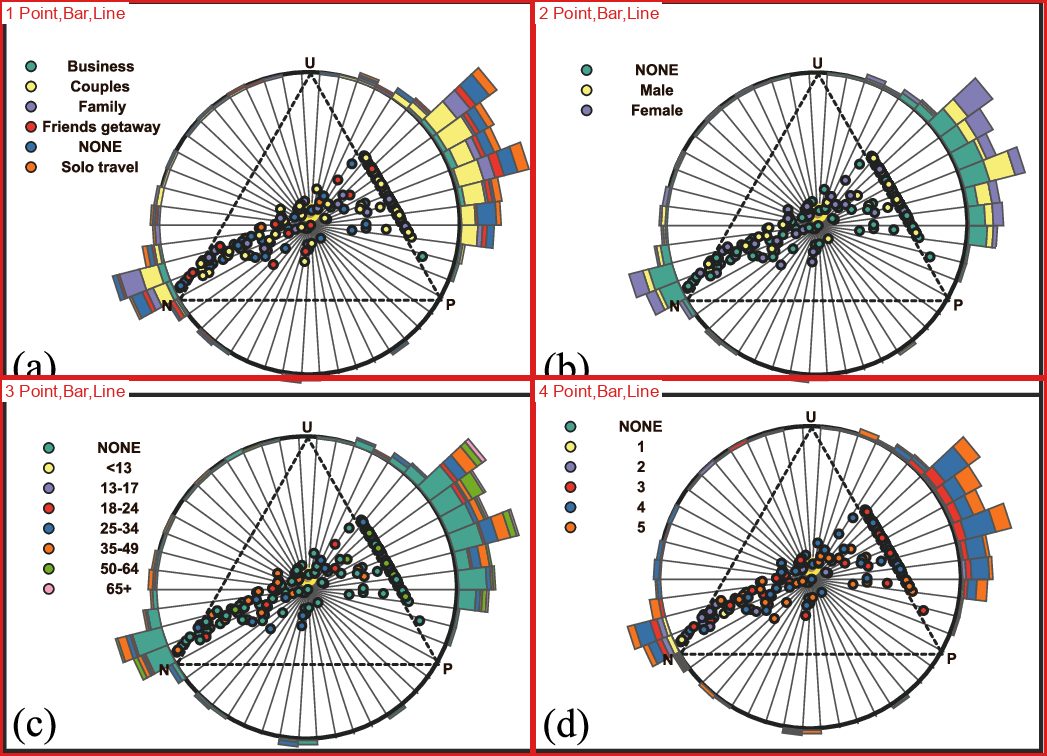 1 Point,Bar,Line
Business
Couples
Family
Friends getaway
NONE
Solo travel
U
N
P
(a)
2 Point,Bar,Line
NONE
Male
Female
U
N
P
(b)
3 Point,Bar,Line
NONE
<13
13-17
18-24
25-34
35-49
50-64
65+
U
N
P
(c)
4 Point,Bar,Line
NONE
1
2
3
4
5
U
N
P
(d)